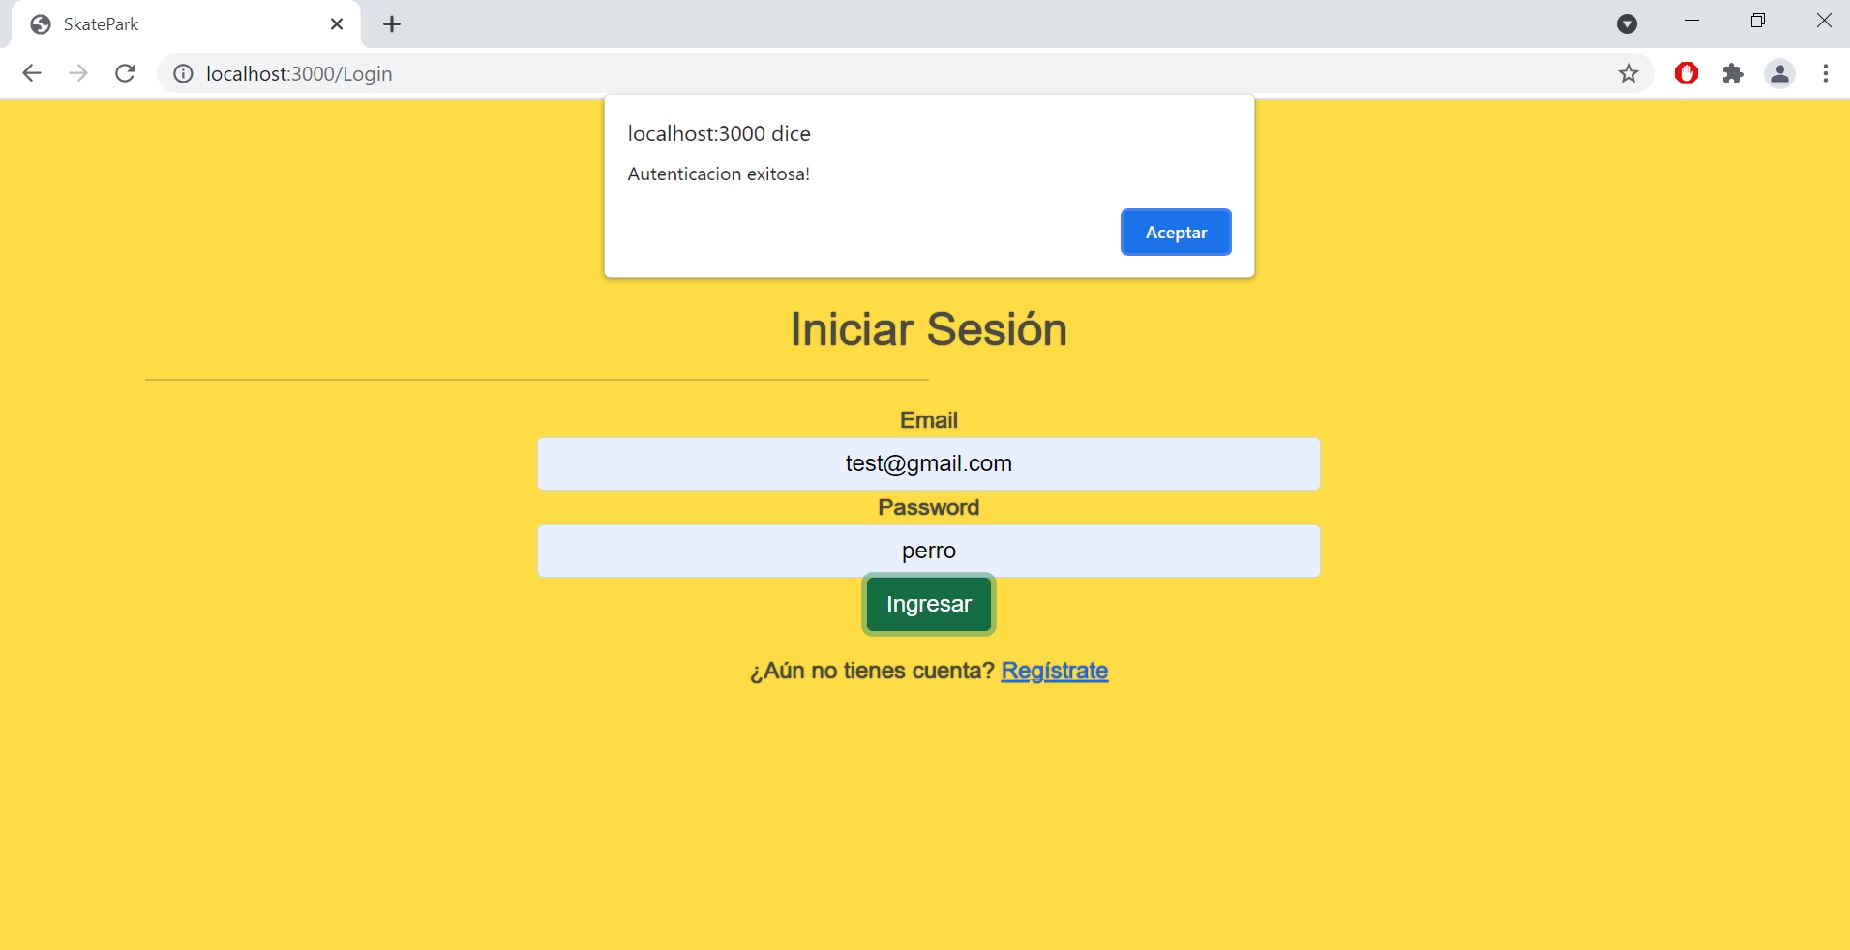 SkatePark
localhost:3000/Login
localhost:3000 dice
Autenticacion exitosa!
Aceptar
Iniciar Sesión
Email
test@gmail.com
Password
perro
Ingresar
¿Aún no tienes cuenta? Regístrate